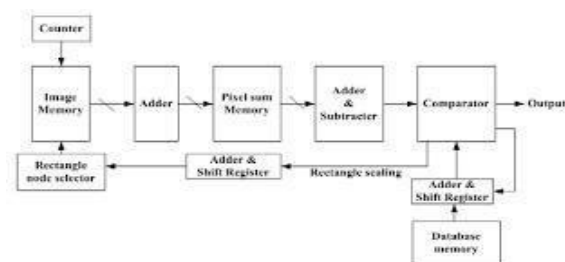 Counter
Image
Memory
Adder
Pixel sum
Memory
Adder
&
Subtracter
Comparator
Output
Rectangle
node selector
Adder &
Shift Register
Rectangle scaling
Adder &
Shift Register
Database
memory